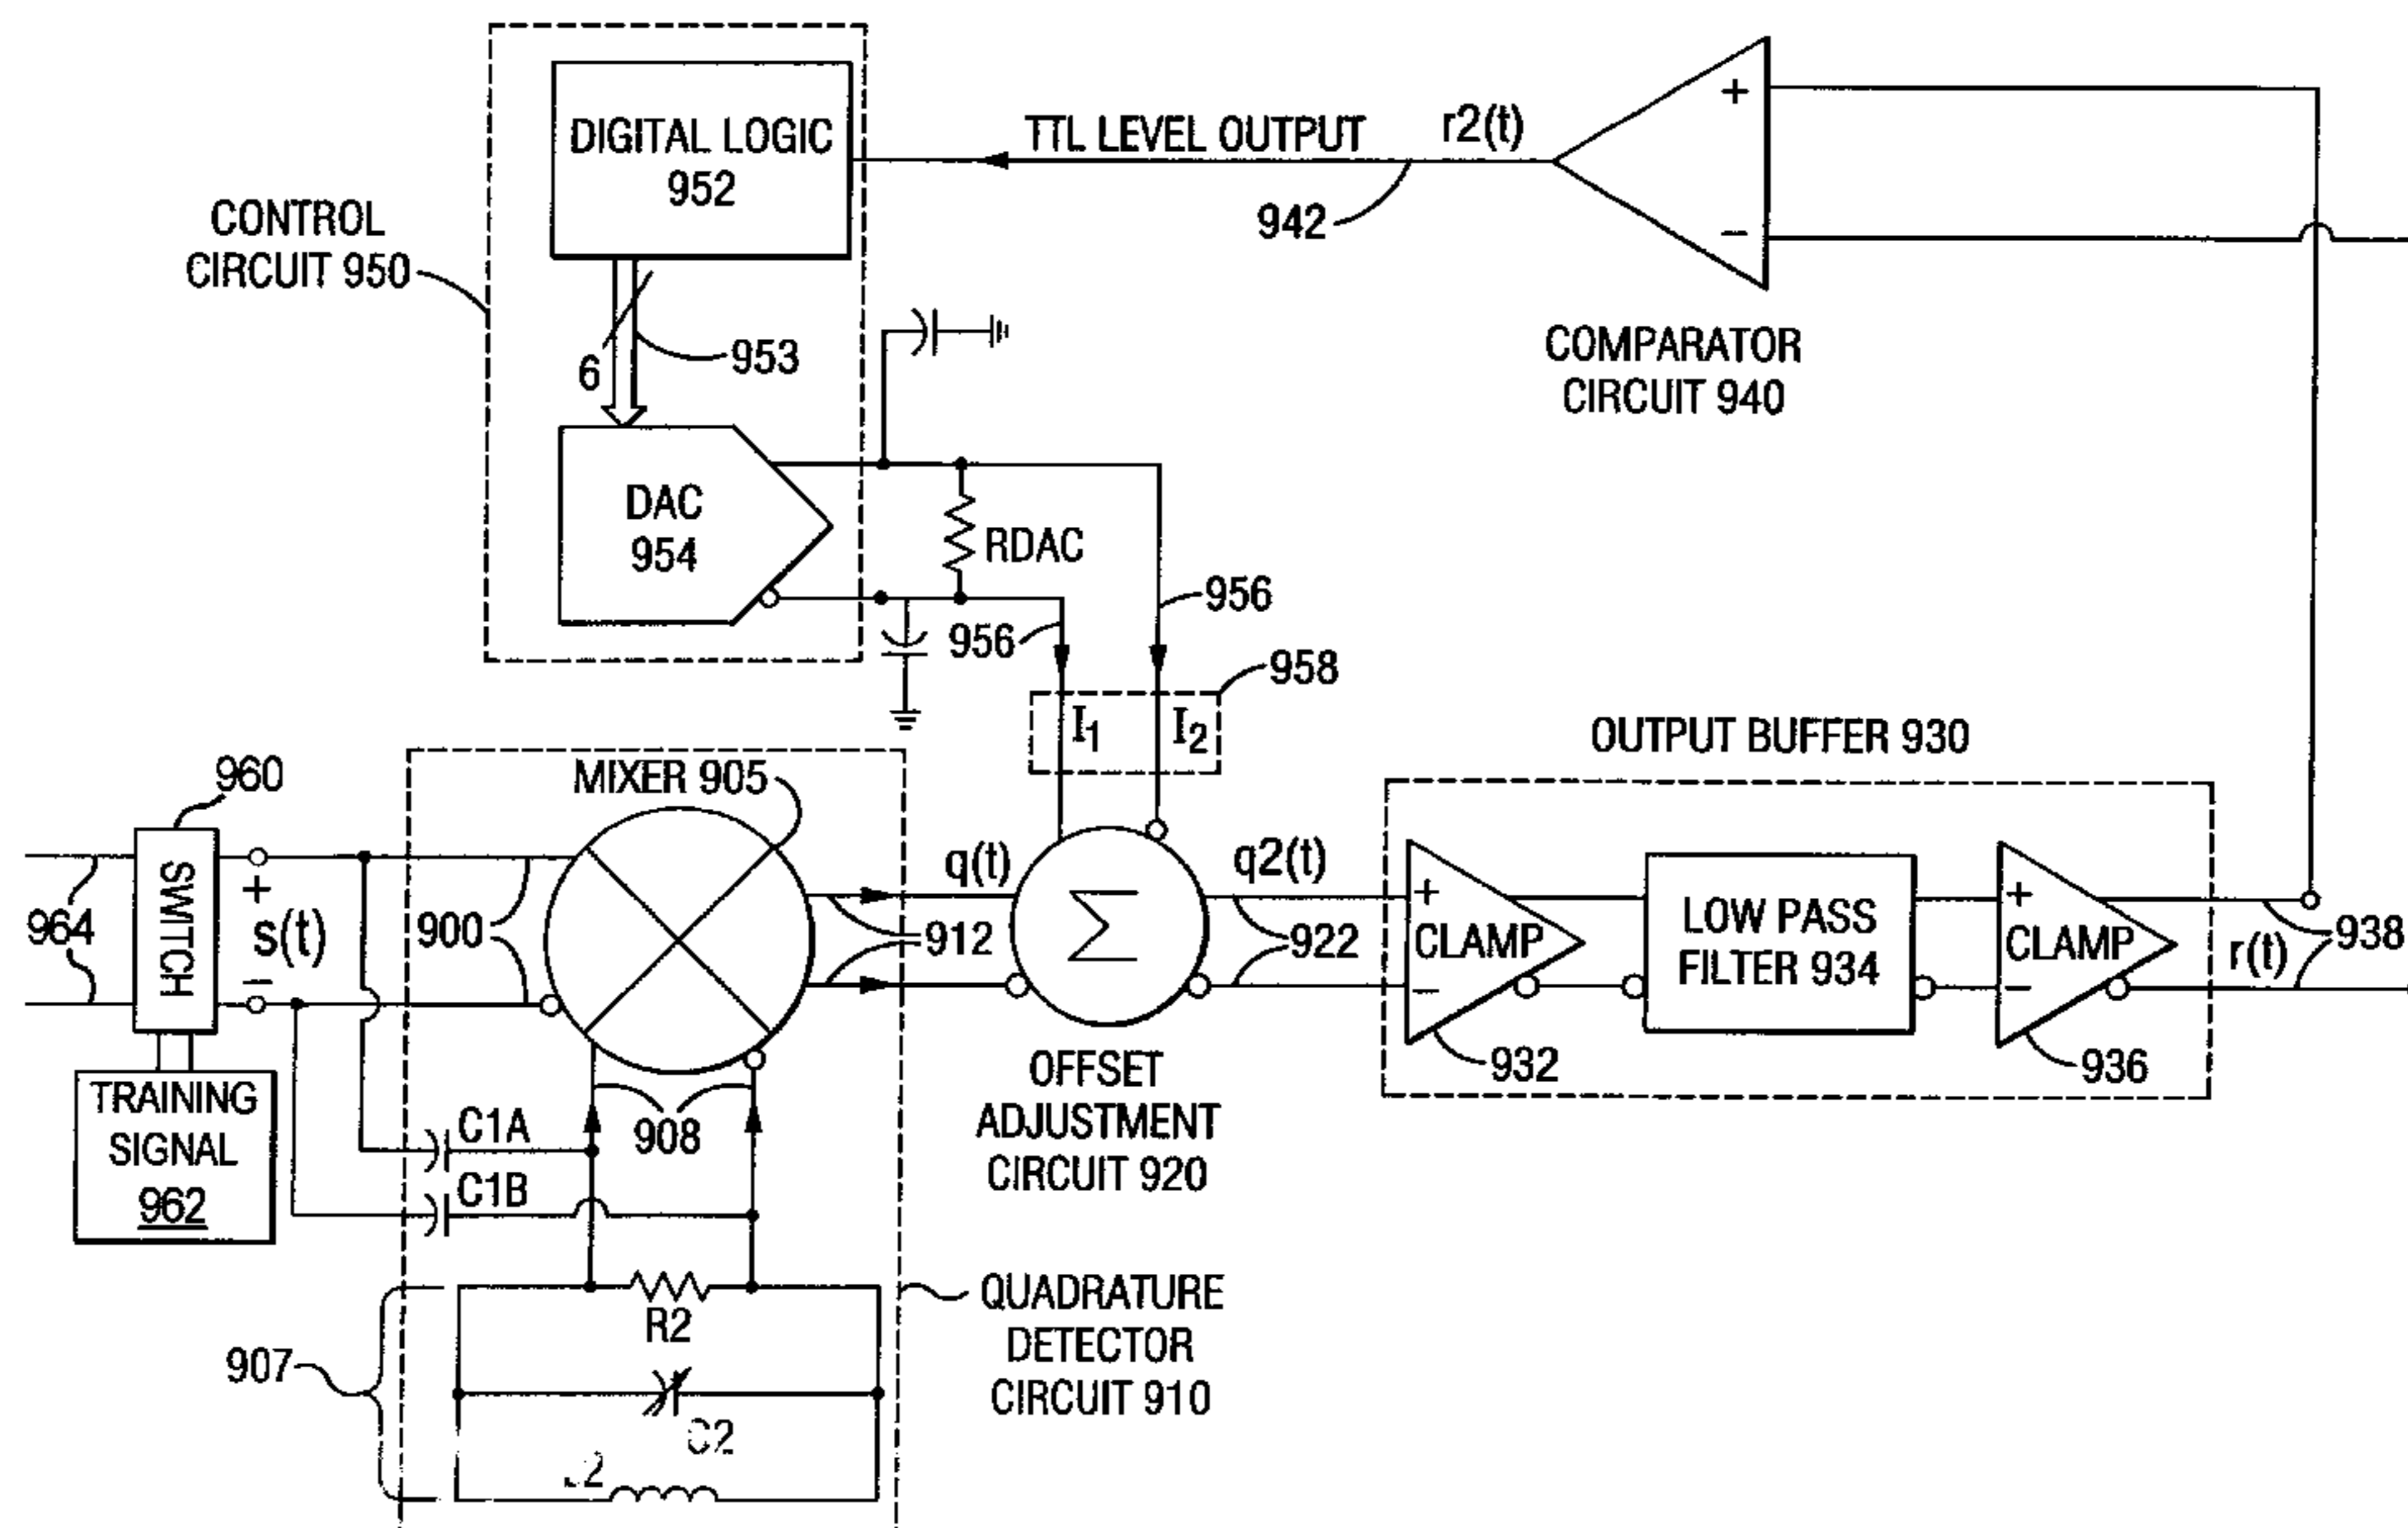 DIGITAL LOGIC
952
TTL LEVEL OUTPUT
r2(t)
942
+
−
COMPARATOR
CIRCUIT 940
CONTROL
CIRCUIT 950
6
953
DAC
954
RDAC
956
956
958
I1
I2
OUTPUT BUFFER 930
960
SWITCH
964
+
s(t)
−
TRAINING
SIGNAL
962
MIXER 905
900
908
C1A
C1B
R2
C2
907
QUADRATURE
DETECTOR
CIRCUIT 910
q(t)
912
Σ
OFFSET
ADJUSTMENT
CIRCUIT 920
q2(t)
922
+
CLAMP
−
932
LOW PASS
FILTER 934
+
CLAMP
−
936
r(t)
938